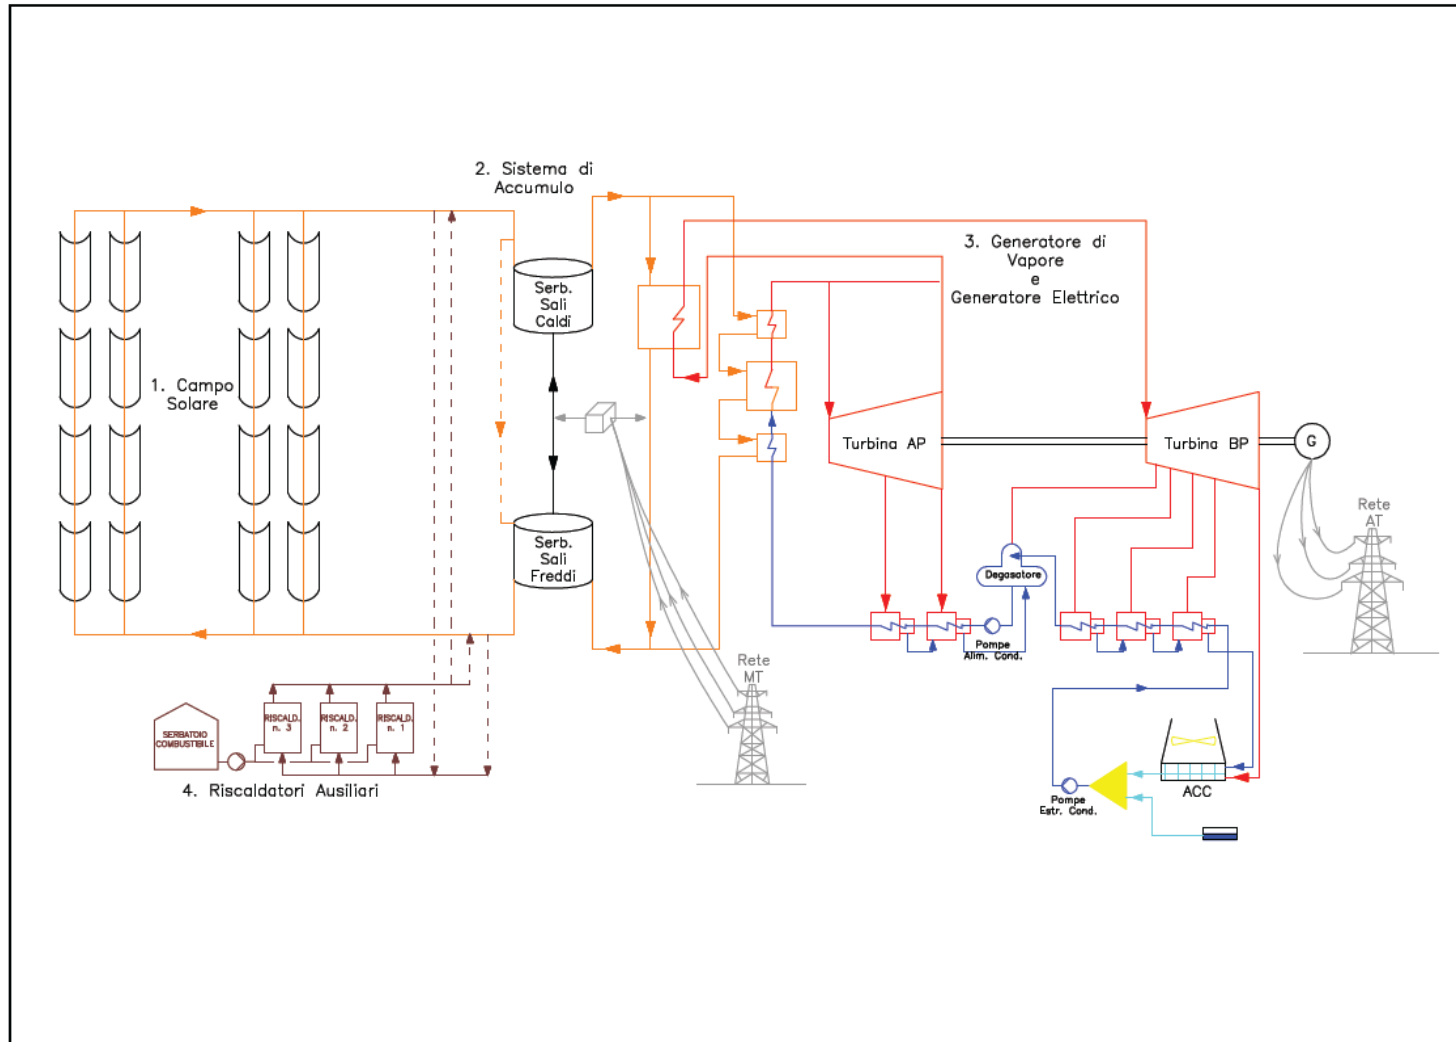 2. Sistema di
Accumulo
3. Generatore di
Vapore
e
Generatore Elettrico
Serb.
Sali
Caldi
1. Campo
Solare
Turbina AP
Turbina BP
G
Serb.
Sali
Freddi
Rete
AT
Degasatore
Pompe
Alim. Cond.
Rete
MT
SERBATOIO
COMBUSTIBILE
RISCALD.
n. 3
RISCALD.
n. 2
RISCALD.
n. 1
4. Riscaldatori Ausiliari
ACC
Pompe
Estr. Cond.